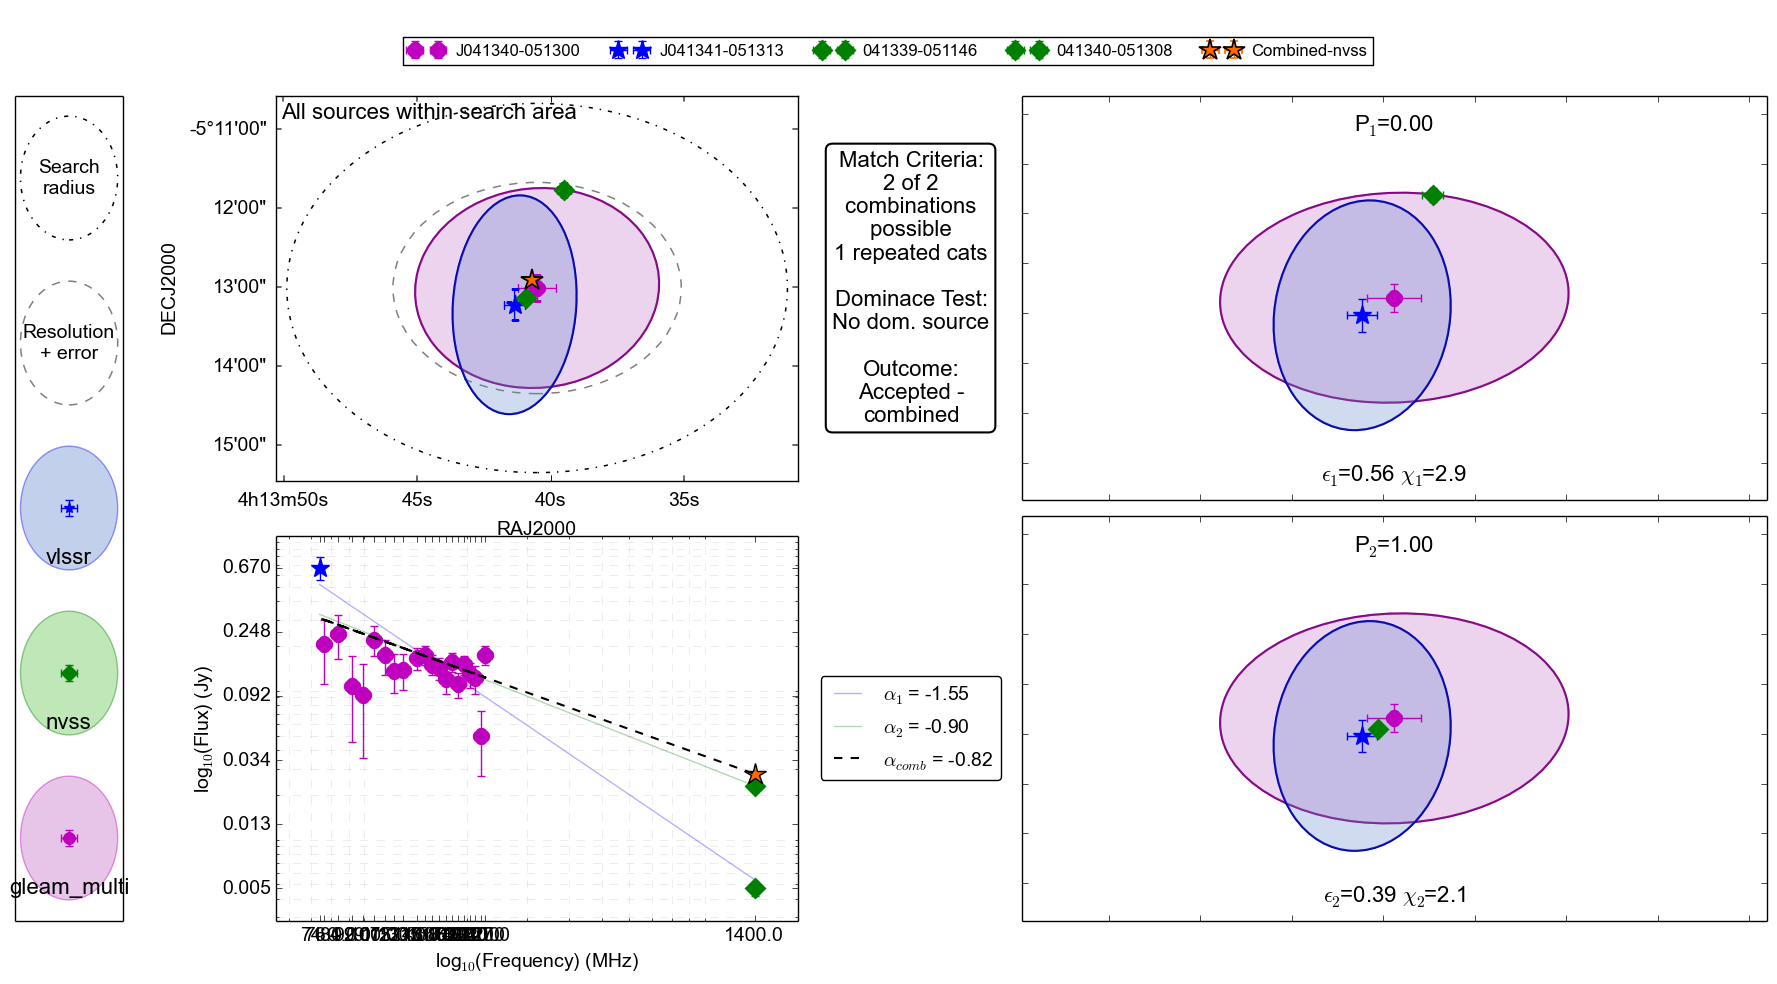 J041340-051300 J041341-051313 041339-051146 041340-051308 Combined-nvss
Search
radius
Resolution
+ error
vlssr
nvss
gleam_multi
All sources within search area
-5°11'00"
12'00"
13'00"
14'00"
15'00"
DECJ2000
4h13m50s 45s 40s 35s
RAJ2000
Match Criteria:
2 of 2
combinations
possible
1 repeated cats
Dominace Test:
No dom. source
Outcome:
Accepted -
combined
P1=0.00
ϵ1=0.56 χ1=2.9
P2=1.00
ϵ2=0.39 χ2=2.1
0.670
0.248
0.092
0.034
0.013
0.005
log10(Flux) (Jy)
1400.0
log10(Frequency) (MHz)
α1 = -1.55
α2 = -0.90
αcomb = -0.82